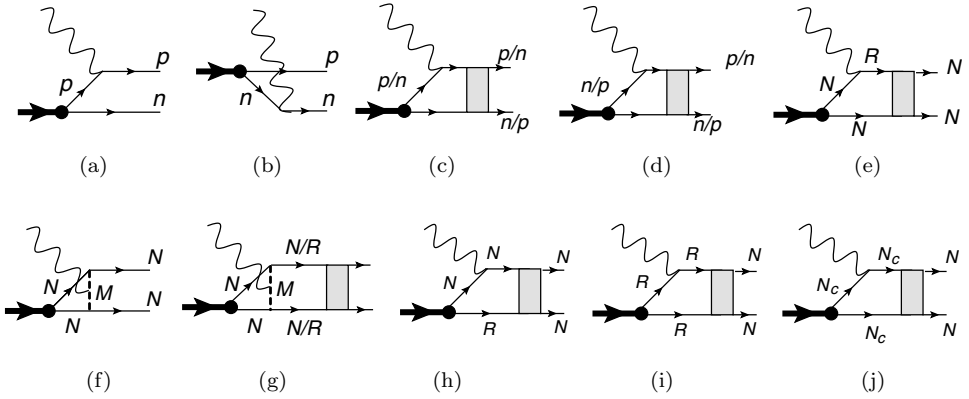 p p n
(a)
p n n
(b)
p/n p/n n/p
(c)
n/p p/n n/p
(d)
N R N N N
(e)
N N M N N
(f)
N N/R M N N/R
(g)
N N R N N
(h)
R R R N N
(i)
N_c N_c N_c N N
(j)